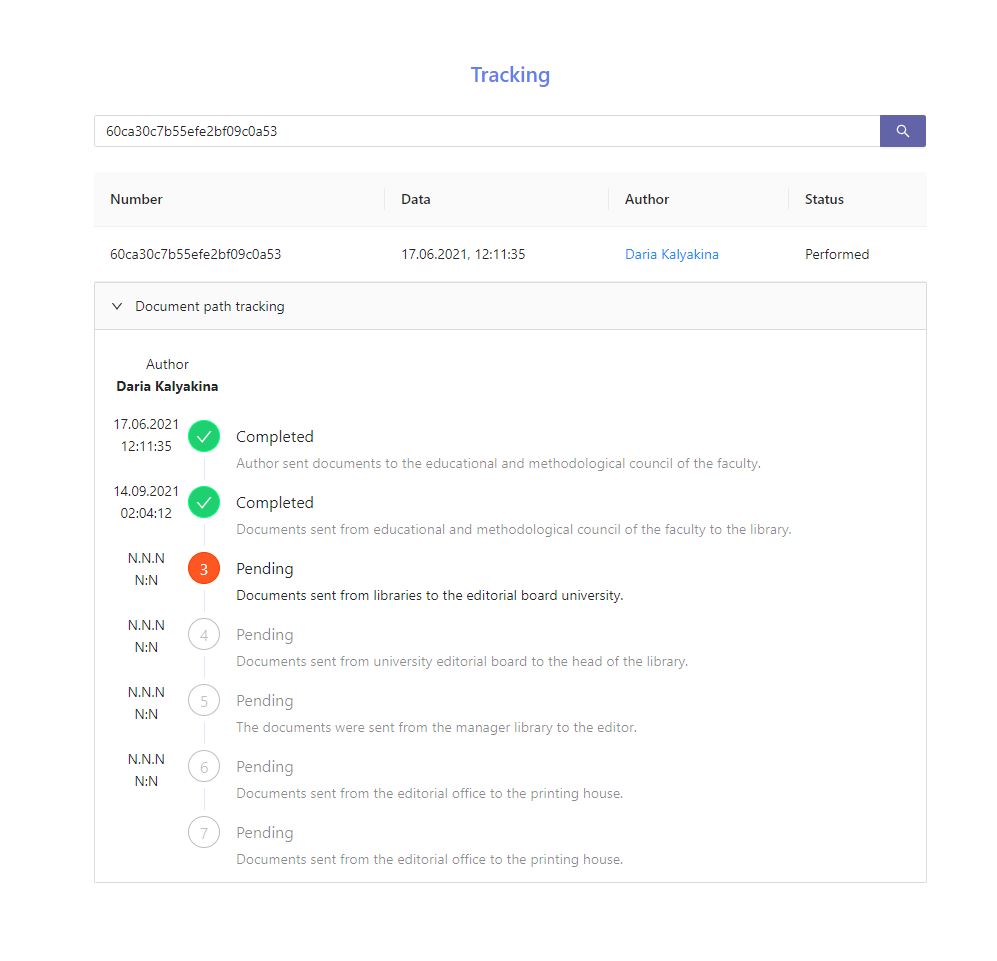 Tracking
60ca30c7b55efe2bf09c0a53
Number Data Author Status
60ca30c7b55efe2bf09c0a53 17.06.2021, 12:11:35 Daria Kalyakina Performed
Document path tracking
Author
Daria Kalyakina
17.06.2021
12:11:35
Completed
Author sent documents to the educational and methodological council of the faculty.
14.09.2021
02:04:12
Completed
Documents sent from educational and methodological council of the faculty to the library.
N.N.N
N:N
3 Pending
Documents sent from libraries to the editorial board university.
N.N.N
N:N
4 Pending
Documents sent from university editorial board to the head of the library.
N.N.N
N:N
5 Pending
The documents were sent from the manager library to the editor.
N.N.N
N:N
6 Pending
Documents sent from the editorial office to the printing house.
7 Pending
Documents sent from the editorial office to the printing house.